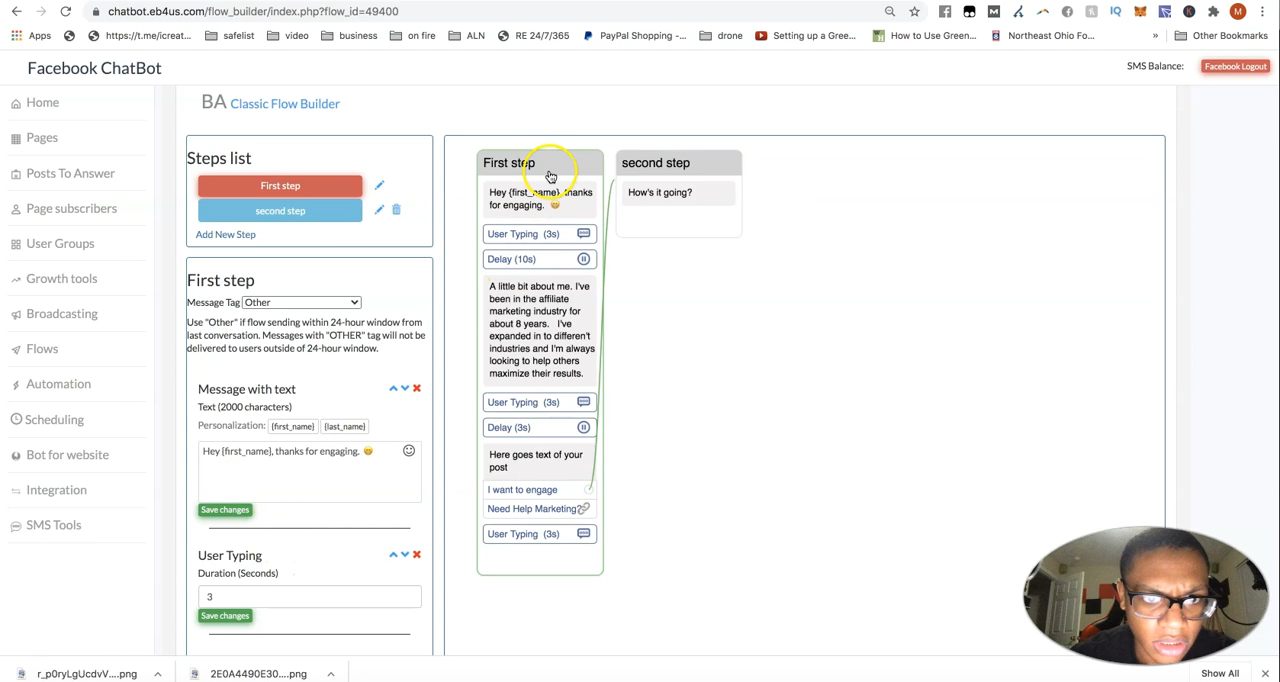 chatbot.eb4us.com/flow_builder/index.php?flow_id=49400
Apps
https://t.me/icreat...
safelist
video
business
on fire
ALN
RE 24/7/365
PayPal Shopping -...
drone
Setting up a Gree...
How to Use Green...
Northeast Ohio Fo...
»
Other Bookmarks
Facebook ChatBot
SMS Balance:
Facebook Logout
Home
Pages
Posts To Answer
Page subscribers
User Groups
Growth tools
Broadcasting
Flows
Automation
Scheduling
Bot for website
Integration
SMS Tools
BA Classic Flow Builder
Steps list
First step
second step
Add New Step
First step
Message Tag Other
Use "Other" if flow sending within 24-hour window from
last conversation. Messages with "OTHER" tag will not be
delivered to users outside of 24-hour window.
Message with text
Text (2000 characters)
Personalization: {first_name} {last_name}
Hey {first_name}, thanks for engaging. 😄
Save changes
User Typing
Duration (Seconds)
3
Save changes
First step
Hey {first_name}, thanks
for engaging. 😄
User Typing (3s)
Delay (10s)
A little bit about me. I've
been in the affiliate
marketing industry for
about 8 years. I've
expanded in to differen't
industries and I'm always
looking to help others
maximize their results.
User Typing (3s)
Delay (3s)
Here goes text of your
post
I want to engage
Need Help Marketing?
User Typing (3s)
second step
How's it going?
r_p0ryLgUcdvV....png
2E0A4490E30....png
Show All